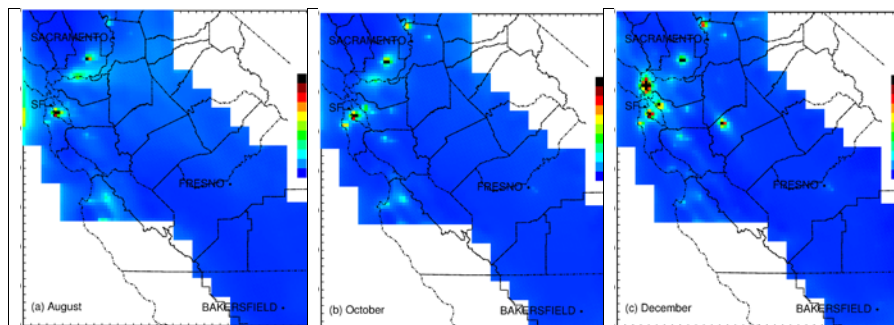 SACRAMENTO
SF
FRESNO
(a) August
BAKERSFIELD
SACRAMENTO
SF
FRESNO
(b) October
BAKERSFIELD
SACRAMENTO
SF
FRESNO
(c) December
BAKERSFIELD